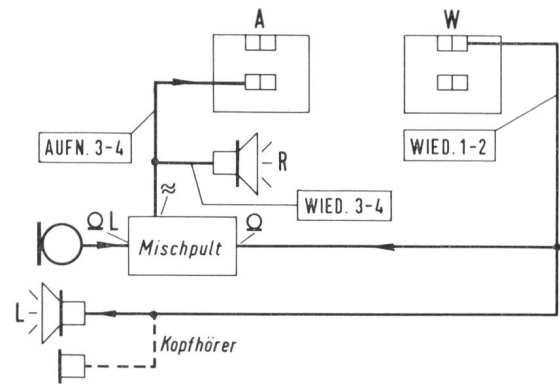 A
W
AUFN. 3-4
R
WIED. 1-2
WIED. 3-4
≈
Ω L
Ω
Mischpult
L
Kopfhörer